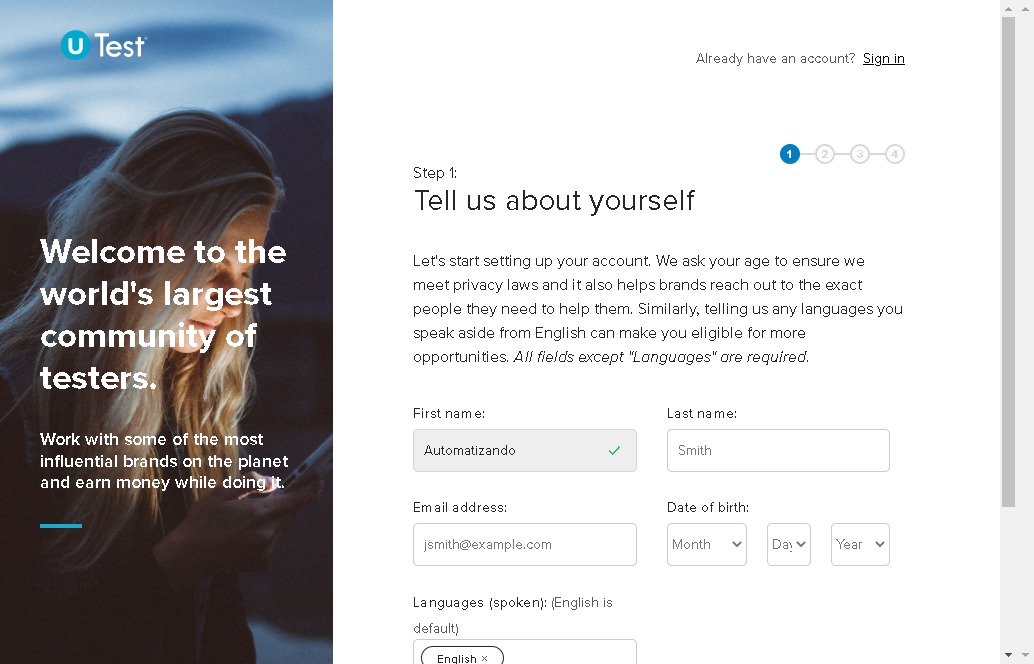 U Test
Already have an account? Sign in
1 2 3 4
Step 1:
Tell us about yourself
Welcome to the
world's largest
community of
testers.
Work with some of the most
influential brands on the planet
and earn money while doing it.
Let's start setting up your account. We ask your age to ensure we
meet privacy laws and it also helps brands reach out to the exact
people they need to help them. Similarly, telling us any languages you
speak aside from English can make you eligible for more
opportunities. All fields except "Languages" are required.
First name:
Last name:
Automatizando
Smith
Email address:
Date of birth:
jsmith@example.com
Month
Day
Year
Languages (spoken): (English is
default)
English ×